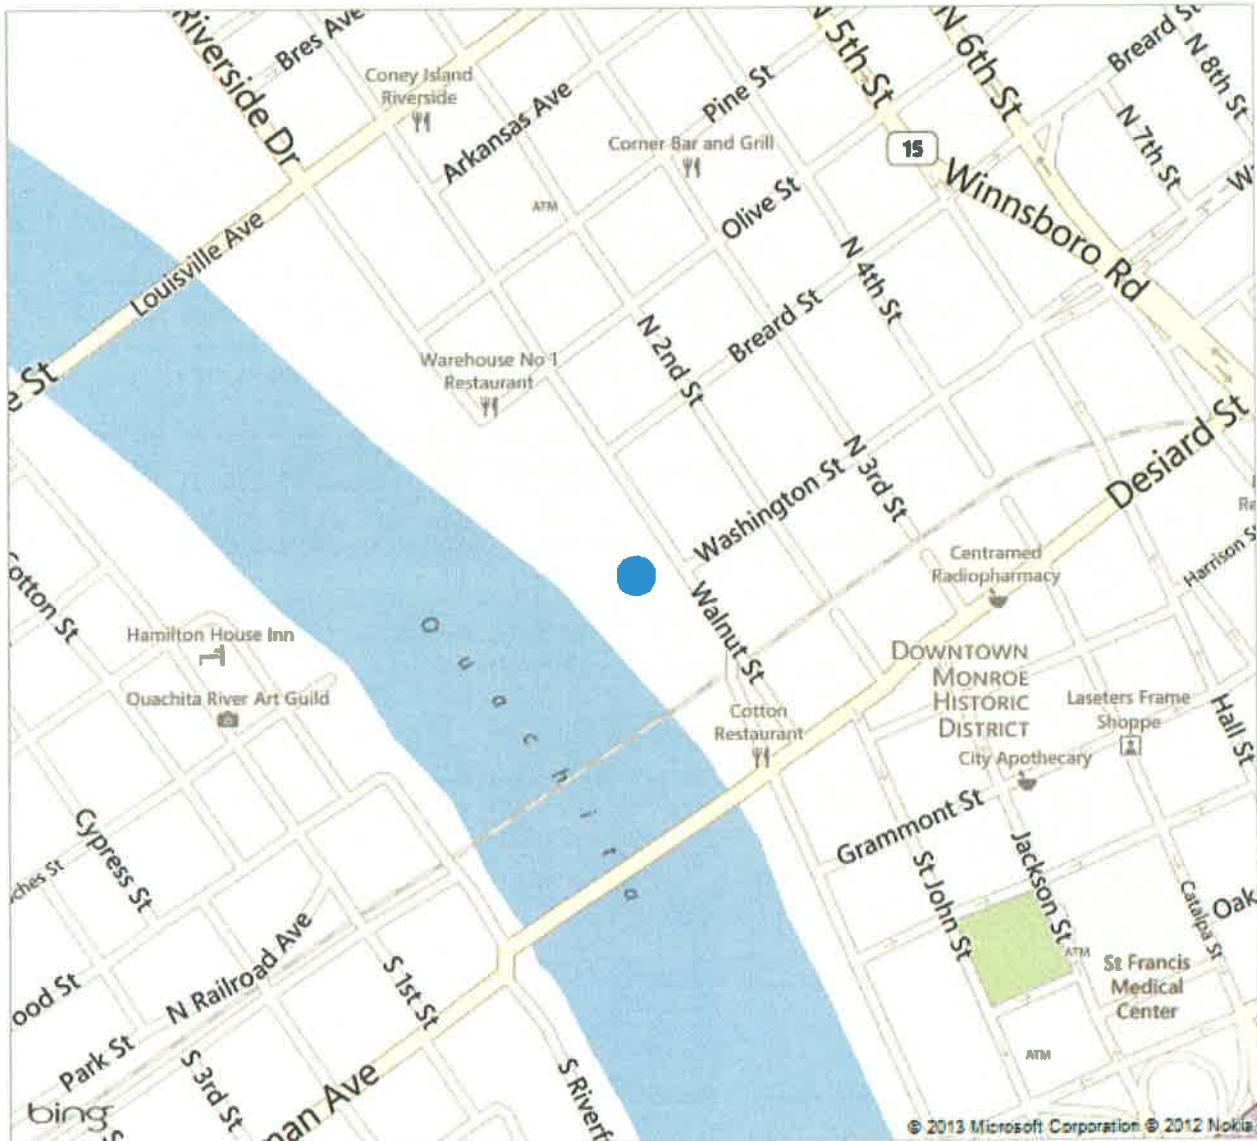 Riverside Dr
Bres Ave
N 5th St
N 6th St
Breard St
N 8th St
Coney Island
Riverside
Arkansas Ave
Pine St
Corner Bar and Grill
15
N 7th St
Winnsboro Rd
ATM
Olive St
Louisville Ave
N 4th St
Breard St
N 2nd St
Warehouse No 1
Restaurant
e St
Desiard St
Washington St
N 3rd St
Centramed
Radiopharmacy
Harrison S
otton St
Walnut St
Ouachita
Hamilton House Inn
Ouachita River Art Guild
DOWNTOWN
MONROE
HISTORIC
DISTRICT
Laseters Frame
Shoppe
Hall St
Cotton
Restaurant
City Apothecary
Grammont St
Cypress St
ches St
St John St
Jackson St
Catalpa St
Oak
N Railroad Ave
S 1st St
ATM
St Francis
Medical
Center
ood St
Park St
S 3rd St
man Ave
S Riverf
ATM
bing
© 2013 Microsoft Corporation © 2012 Nokia